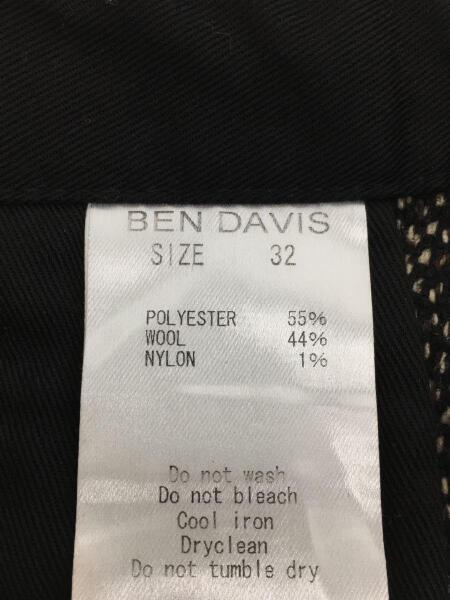 BEN DAVIS
SIZE 32
POLYESTER 55%
WOOL 44%
NYLON 1%
Do not wash
Do not bleach
Cool iron
Dryclean
Do not tumble dry